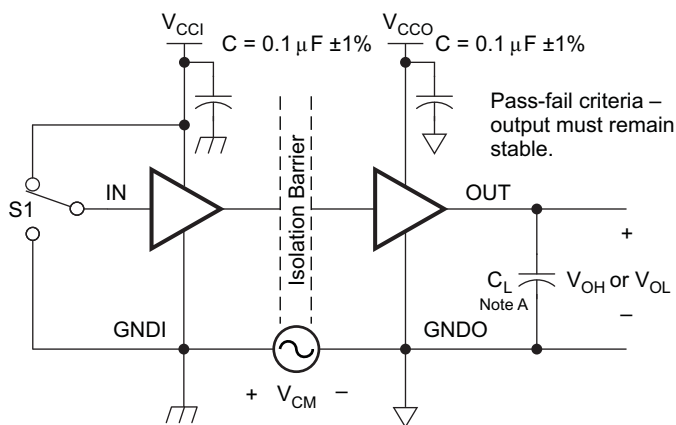 VCCI
C = 0.1 μF ±1%
VCCO
C = 0.1 μF ±1%
Pass-fail criteria –
output must remain
stable.
Isolation Barrier
S1
IN
OUT
+
CL
Note A
VOH or VOL
–
GNDI
GNDO
+ VCM –